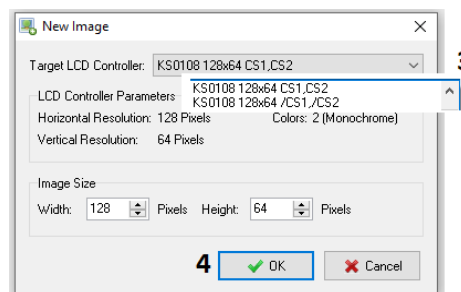 New Image
Target LCD Controller: KS0108 128x64 CS1,CS2
KS0108 128x64 CS1,CS2
KS0108 128x64 /CS1,/CS2
LCD Controller Parameters
Horizontal Resolution: 128 Pixels Colors: 2 (Monochrome)
Vertical Resolution: 64 Pixels
Image Size
Width: 128 Pixels Height: 64 Pixels
4 OK Cancel